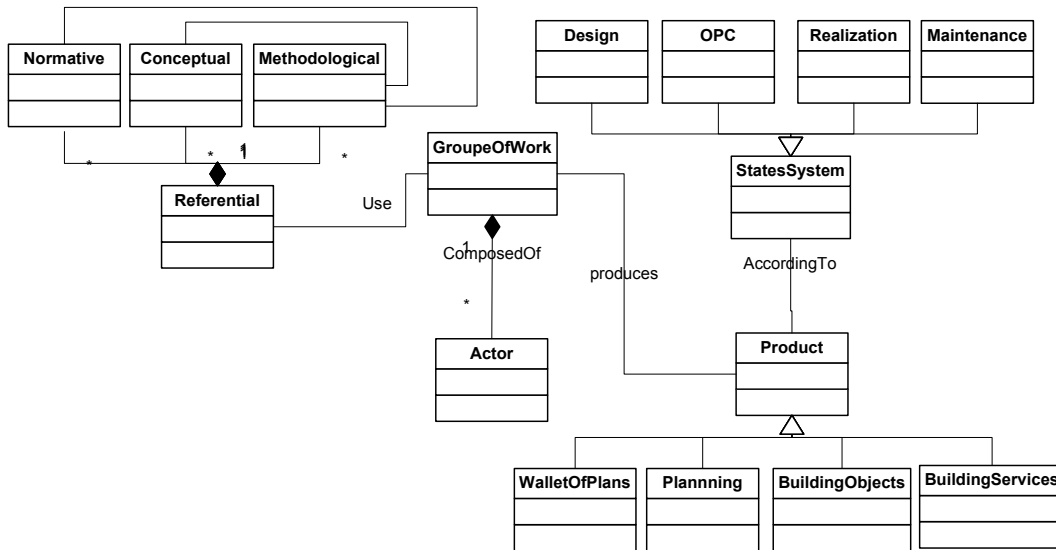 Design
OPC
Realization
Maintenance
Normative
Conceptual
Methodological
GroupeOfWork
*
*
1
*
StatesSystem
Referential
Use
1
ComposedOf
AccordingTo
produces
*
Actor
Product
WalletOfPlans
Plannning
BuildingObjects
BuildingServices